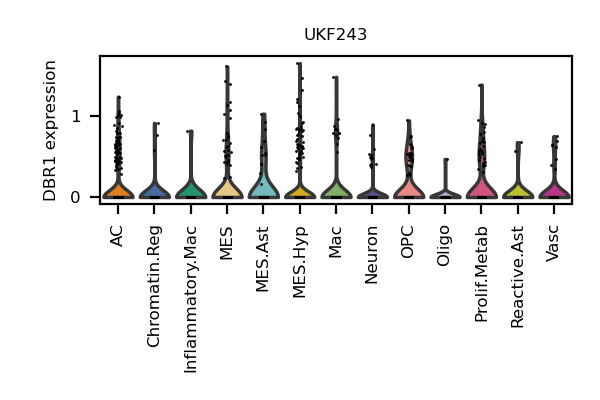 UKF243
DBR1 expression
1
0
AC
Chromatin.Reg
Inflammatory.Mac
MES
MES.Ast
MES.Hyp
Mac
Neuron
OPC
Oligo
Prolif.Metab
Reactive.Ast
Vasc